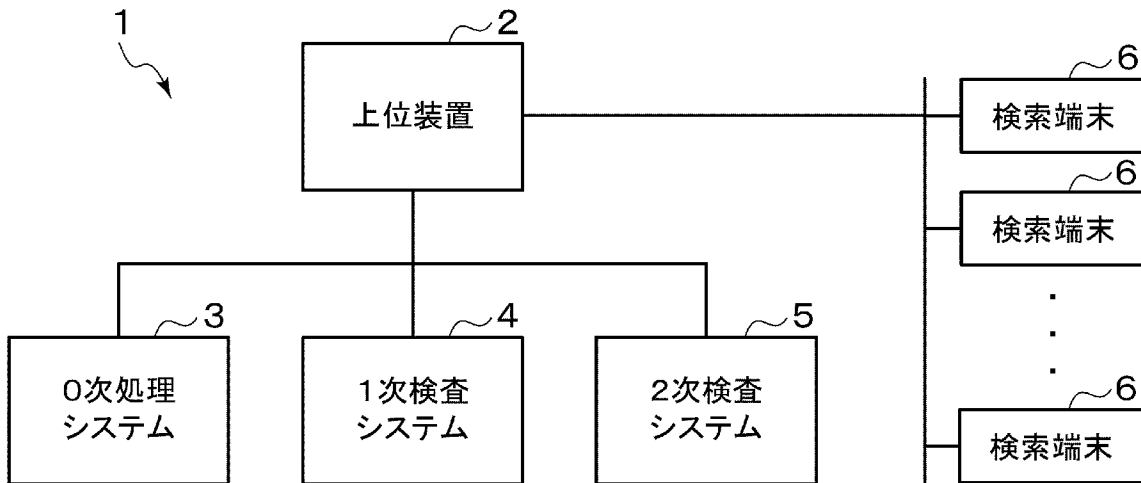 1
2
上位装置
6
検索端末
6
検索端末
3
0次処理
システム
4
1次検査
システム
5
2次検査
システム
6
検索端末